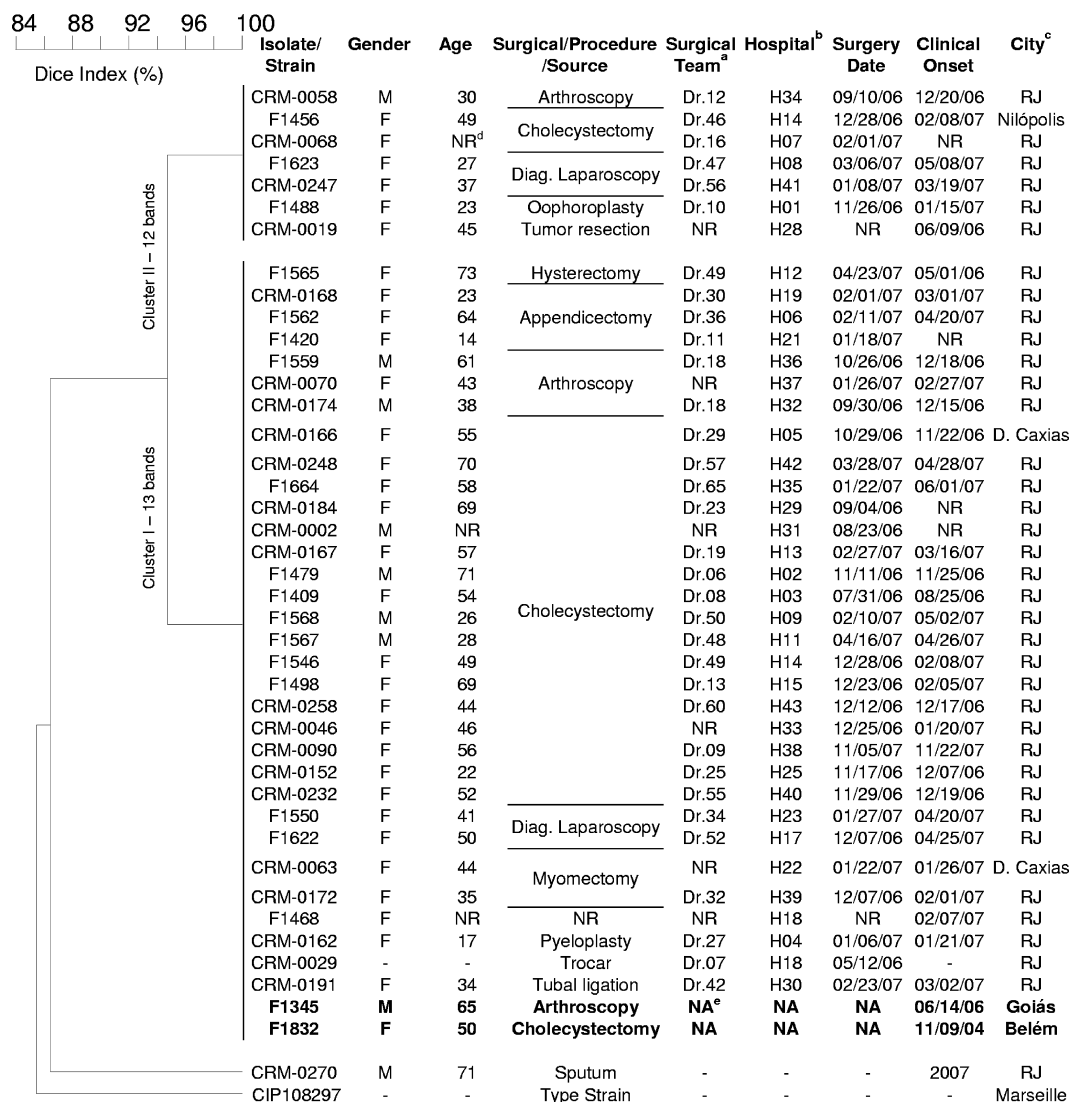 84 88 92 96 100
Dice Index (%)
Isolate/ Gender Age Surgical/Procedure Surgical Hospitalb Surgery Clinical Cityc
Strain /Source Teama Date Onset
CRM-0058 M 30 Arthroscopy Dr.12 H34 09/10/06 12/20/06 RJ
F1456 F 49 Dr.46 H14 12/28/06 02/08/07 Nilópolis
Cholecystectomy
CRM-0068 F NRd Dr.16 H07 02/01/07 NR RJ
F1623 F 27 Dr.47 H08 03/06/07 05/08/07 RJ
Diag. Laparoscopy
CRM-0247 F 37 Dr.56 H41 01/08/07 03/19/07 RJ
F1488 F 23 Oophoroplasty Dr.10 H01 11/26/06 01/15/07 RJ
CRM-0019 F 45 Tumor resection NR H28 NR 06/09/06 RJ
Cluster II – 12 bands
F1565 F 73 Hysterectomy Dr.49 H12 04/23/07 05/01/06 RJ
CRM-0168 F 23 Dr.30 H19 02/01/07 03/01/07 RJ
F1562 F 64 Appendicectomy Dr.36 H06 02/11/07 04/20/07 RJ
F1420 F 14 Dr.11 H21 01/18/07 NR RJ
F1559 M 61 Dr.18 H36 10/26/06 12/18/06 RJ
CRM-0070 F 43 Arthroscopy NR H37 01/26/07 02/27/07 RJ
CRM-0174 M 38 Dr.18 H32 09/30/06 12/15/06 RJ
CRM-0166 F 55 Dr.29 H05 10/29/06 11/22/06 D. Caxias
CRM-0248 F 70 Dr.57 H42 03/28/07 04/28/07 RJ
F1664 F 58 Dr.65 H35 01/22/07 06/01/07 RJ
CRM-0184 F 69 Dr.23 H29 09/04/06 NR RJ
CRM-0002 M NR NR H31 08/23/06 NR RJ
Cluster I – 13 bands
CRM-0167 F 57 Dr.19 H13 02/27/07 03/16/07 RJ
F1479 M 71 Dr.06 H02 11/11/06 11/25/06 RJ
F1409 F 54 Dr.08 H03 07/31/06 08/25/06 RJ
Cholecystectomy
F1568 M 26 Dr.50 H09 02/10/07 05/02/07 RJ
F1567 M 28 Dr.48 H11 04/16/07 04/26/07 RJ
F1546 F 49 Dr.49 H14 12/28/06 02/08/07 RJ
F1498 F 69 Dr.13 H15 12/23/06 02/05/07 RJ
CRM-0258 F 44 Dr.60 H43 12/12/06 12/17/06 RJ
CRM-0046 F 46 NR H33 12/25/06 01/20/07 RJ
CRM-0090 F 56 Dr.09 H38 11/05/07 11/22/07 RJ
CRM-0152 F 22 Dr.25 H25 11/17/06 12/07/06 RJ
CRM-0232 F 52 Dr.55 H40 11/29/06 12/19/06 RJ
F1550 F 41 Dr.34 H23 01/27/07 04/20/07 RJ
Diag. Laparoscopy
F1622 F 50 Dr.52 H17 12/07/06 04/25/07 RJ
CRM-0063 F 44 NR H22 01/22/07 01/26/07 D. Caxias
Myomectomy
CRM-0172 F 35 Dr.32 H39 12/07/06 02/01/07 RJ
F1468 F NR NR NR H18 NR 02/07/07 RJ
CRM-0162 F 17 Pyeloplasty Dr.27 H04 01/06/07 01/21/07 RJ
CRM-0029 - - Trocar Dr.07 H18 05/12/06 - RJ
CRM-0191 F 34 Tubal ligation Dr.42 H30 02/23/07 03/02/07 RJ
F1345 M 65 Arthroscopy NAe NA NA 06/14/06 Goiás
F1832 F 50 Cholecystectomy NA NA NA 11/09/04 Belém
CRM-0270 M 71 Sputum - - - 2007 RJ
CIP108297 - - Type Strain - - - - Marseille